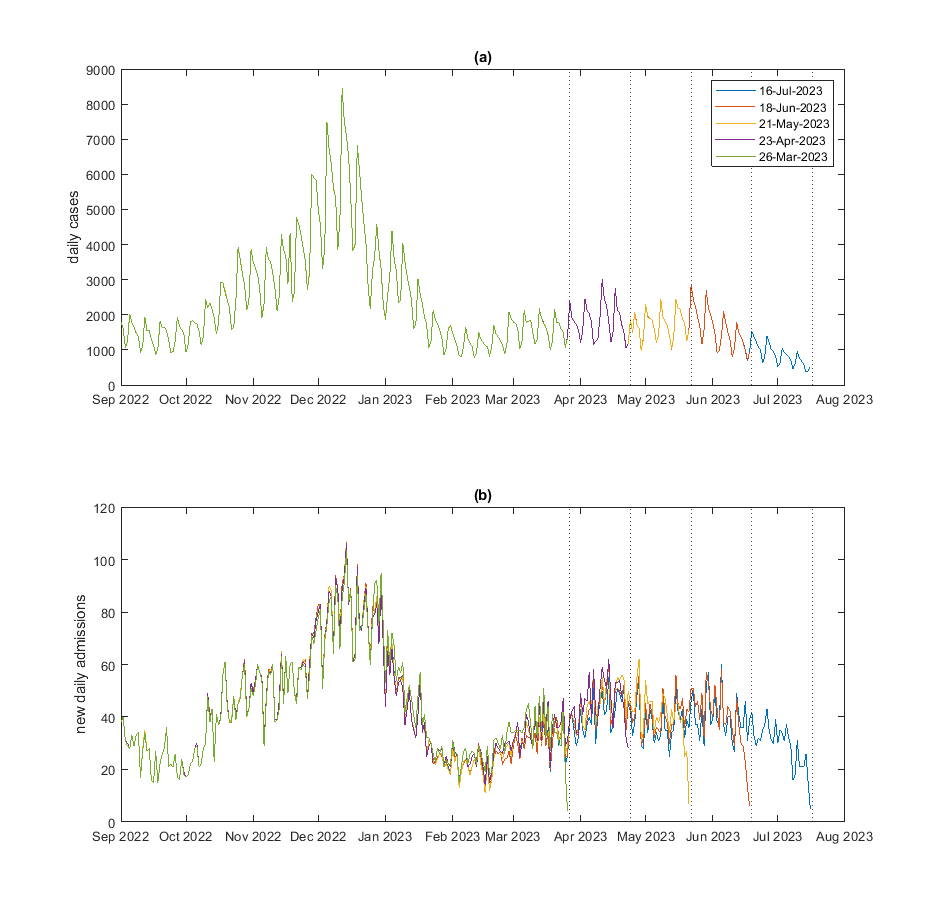 (a)
9000
8000
7000
6000
5000
4000
3000
2000
1000
0
daily cases
16-Jul-2023
18-Jun-2023
21-May-2023
23-Apr-2023
26-Mar-2023
Sep 2022 Oct 2022 Nov 2022 Dec 2022 Jan 2023 Feb 2023 Mar 2023 Apr 2023 May 2023 Jun 2023 Jul 2023 Aug 2023
(b)
120
100
80
60
40
20
0
new daily admissions
Sep 2022 Oct 2022 Nov 2022 Dec 2022 Jan 2023 Feb 2023 Mar 2023 Apr 2023 May 2023 Jun 2023 Jul 2023 Aug 2023